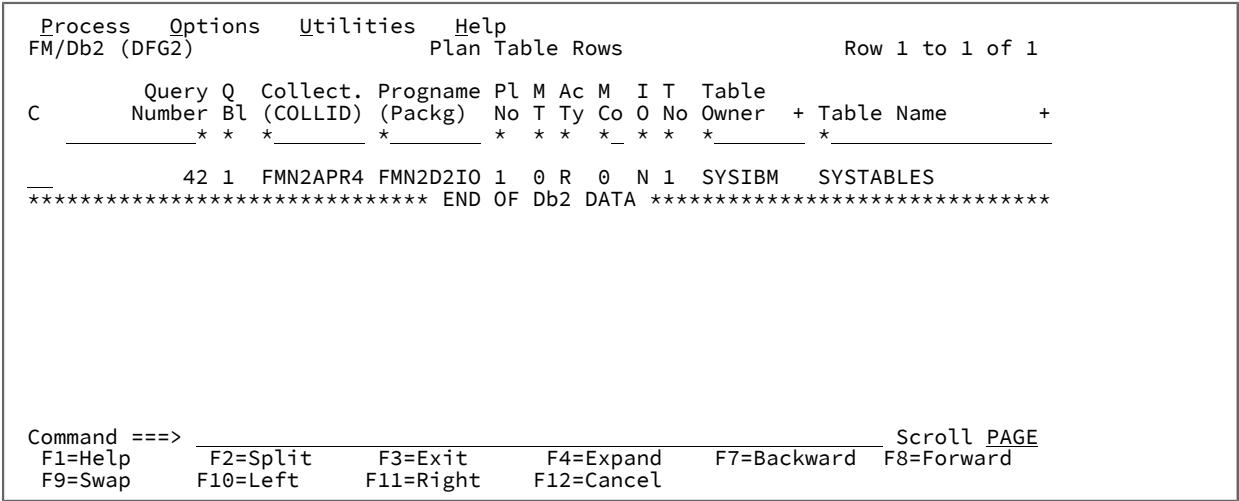 Process   Options   Utilities   Help
FM/Db2 (DFG2)                  Plan Table Rows                 Row 1 to 1 of 1
         Query Q  Collect. Progname Pl M Ac M  I T  Table
C       Number Bl (COLLID) (Packg)  No T Ty Co O No Owner  + Table Name         +
             * *  *        *        *  * *  *  * *  *        *
            42 1  FMN2APR4 FMN2D2IO 1  0 R  0  N 1  SYSIBM   SYSTABLES
******************************* END OF Db2 DATA *******************************
Command ===>                                                       Scroll PAGE
F1=Help      F2=Split     F3=Exit      F4=Expand    F7=Backward  F8=Forward
F9=Swap     F10=Left     F11=Right    F12=Cancel